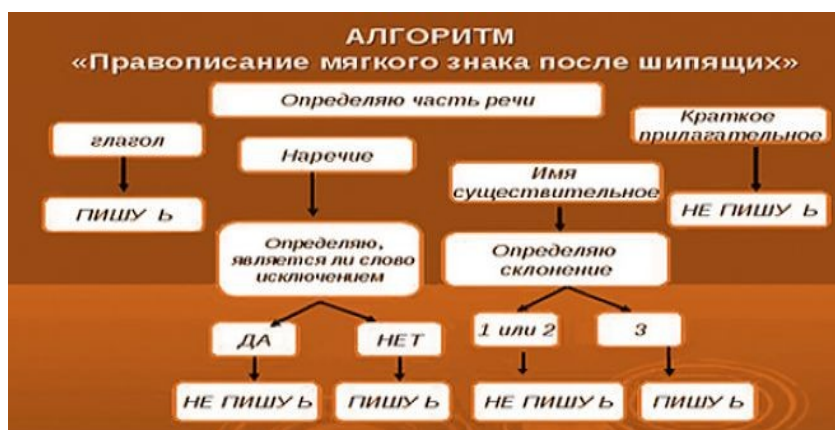 АЛГОРИТМ
«Правописание мягкого знака после шипящих»
Определяю часть речи
глагол
ПИШУ Ь
Наречие
Определяю,
является ли слово
исключением
ДА
НЕТ
НЕ ПИШУ Ь
ПИШУ Ь
Имя
существительное
Определяю
склонение
1 или 2
3
НЕ ПИШУ Ь
ПИШУ Ь
Краткое
прилагательное
НЕ ПИШУ Ь